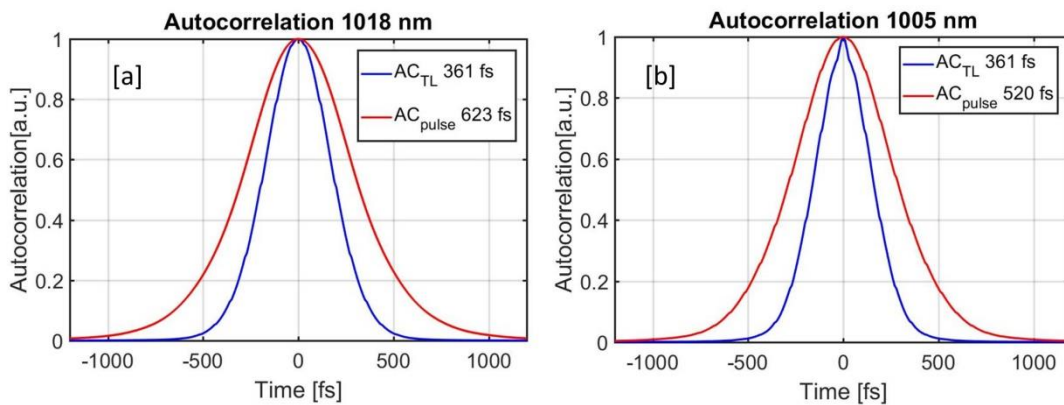 Autocorrelation 1018 nm
[a]
AC_TL 361 fs
AC_pulse 623 fs
Autocorrelation[a.u.]
1
0.8
0.6
0.4
0.2
0
-1000 -500 0 500 1000
Time [fs]
Autocorrelation 1005 nm
[b]
AC_TL 361 fs
AC_pulse 520 fs
Autocorrelation[a.u.]
1
0.8
0.6
0.4
0.2
0
-1000 -500 0 500 1000
Time [fs]